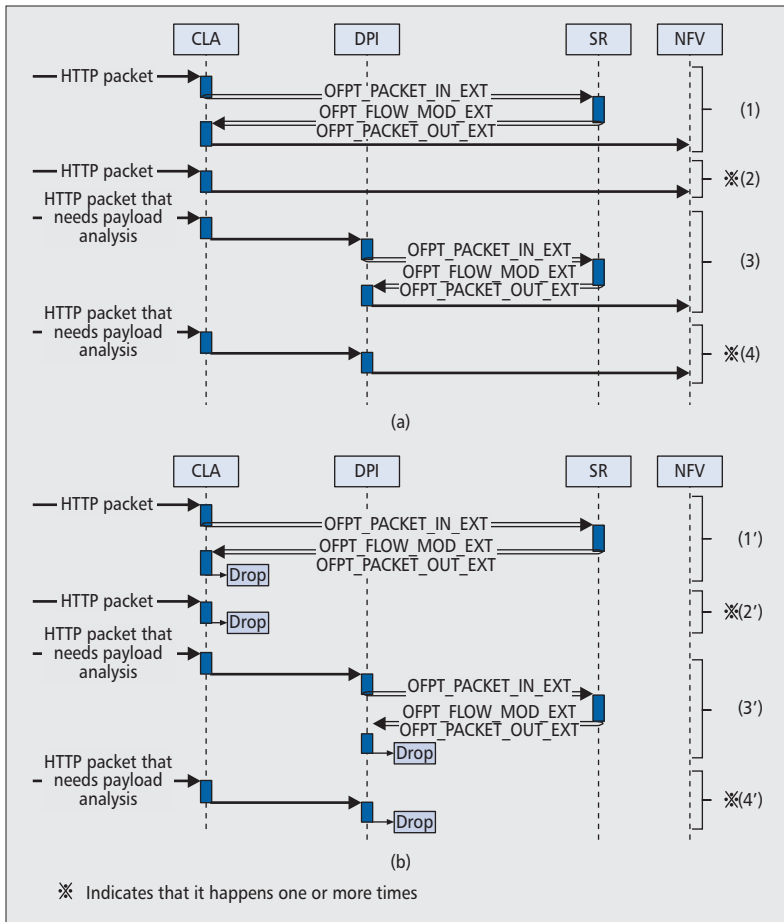 CLA DPI SR NFV
HTTP packet
OFPT_PACKET_IN_EXT
OFPT_FLOW_MOD_EXT
OFPT_PACKET_OUT_EXT
(1)
HTTP packet
※(2)
HTTP packet that
needs payload
analysis
OFPT_PACKET_IN_EXT
OFPT_FLOW_MOD_EXT
OFPT_PACKET_OUT_EXT
(3)
HTTP packet that
needs payload
analysis
※(4)
(a)
CLA DPI SR NFV
HTTP packet
OFPT_PACKET_IN_EXT
OFPT_FLOW_MOD_EXT
OFPT_PACKET_OUT_EXT
Drop
(1')
HTTP packet
Drop
※(2')
HTTP packet that
needs payload
analysis
OFPT_PACKET_IN_EXT
OFPT_FLOW_MOD_EXT
OFPT_PACKET_OUT_EXT
Drop
(3')
HTTP packet that
needs payload
analysis
Drop
※(4')
(b)
※ Indicates that it happens one or more times